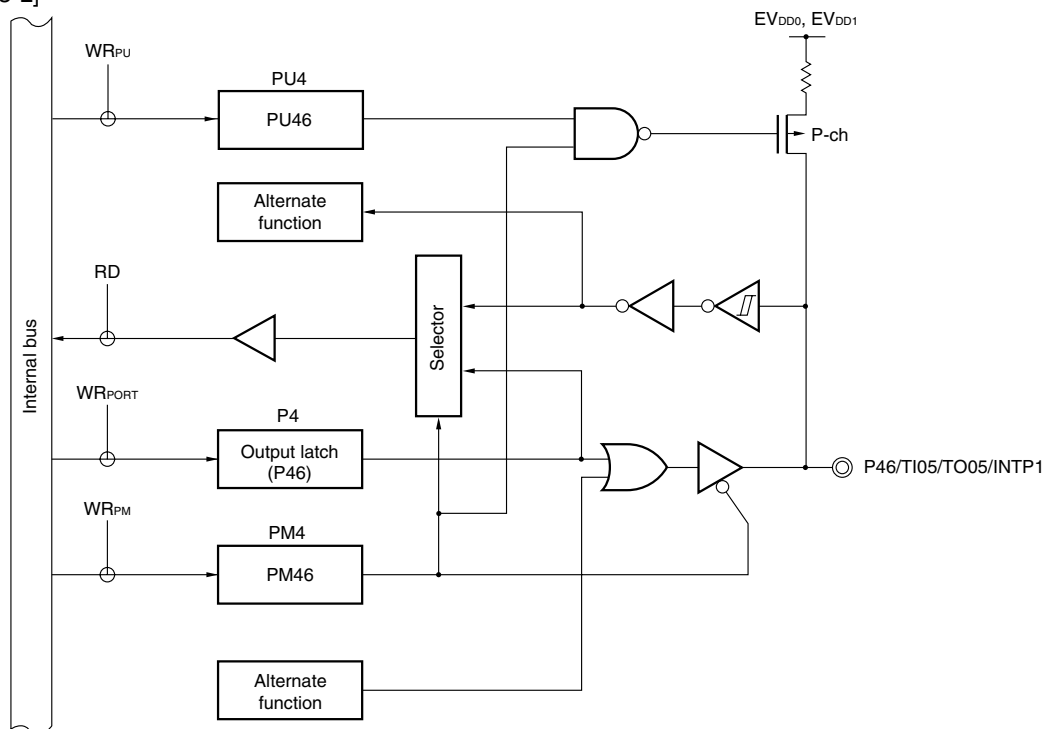 EVDD0, EVDD1
WRPU
PU4
PU46
P-ch
Alternate
function
RD
Selector
Internal bus
WRPORT
P4
Output latch
(P46)
P46/TI05/TO05/INTP1
WRPM
PM4
PM46
Alternate
function